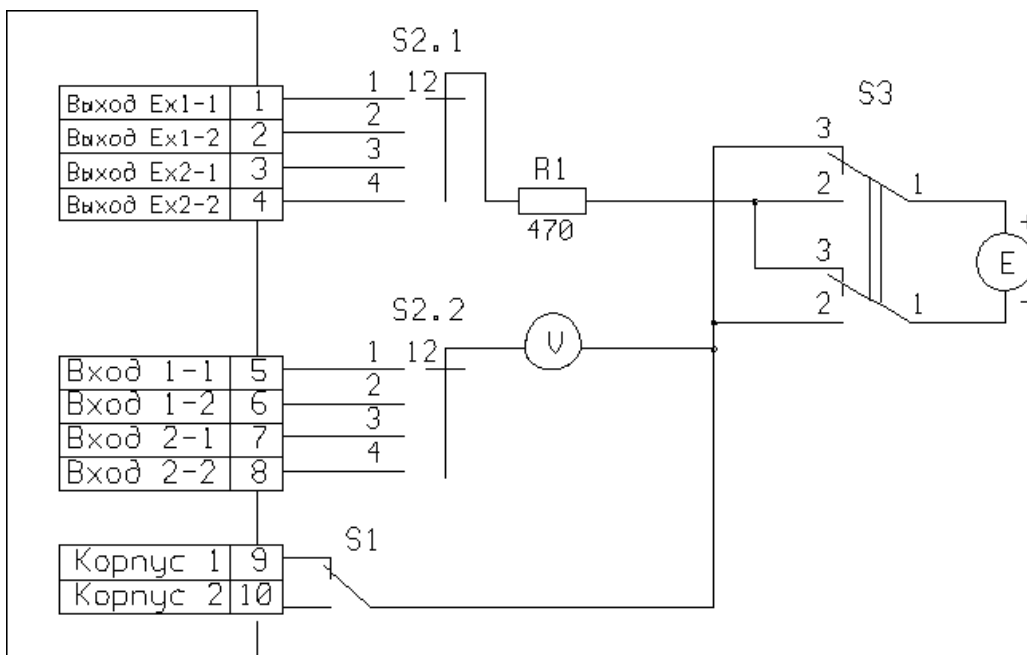 S2.1
Выход Ex1-1 1 1 12
Выход Ex1-2 2 2
Выход Ex2-1 3 3
Выход Ex2-2 4 4
R1
470
S3
3
2 1
3
2 1
+
E
-
S2.2
V
Вход 1-1 5 1 12
Вход 1-2 6 2
Вход 2-1 7 3
Вход 2-2 8 4
S1
Корпус 1 9
Корпус 2 10